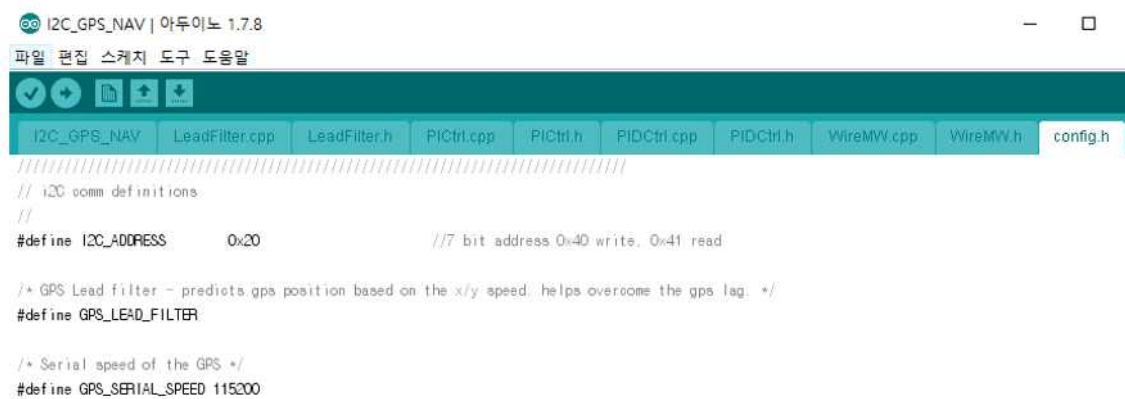 I2C_GPS_NAV | 아두이노 1.7.8
파일 편집 스케치 도구 도움말
I2C_GPS_NAV LeadFilter.cpp LeadFilter.h PICtrl.cpp PICtrl.h PIDCtrl.cpp PIDCtrl.h WireMW.cpp WireMW.h config.h
///////////////////////////////////////////////////////////////////////////////////
// i2C comm definitions
//
#define I2C_ADDRESS 0x20 //7 bit address 0x40 write, 0x41 read
/* GPS Lead filter - predicts gps position based on the x/y speed. helps overcome the gps lag. */
#define GPS_LEAD_FILTER
/* Serial speed of the GPS */
#define GPS_SERIAL_SPEED 115200